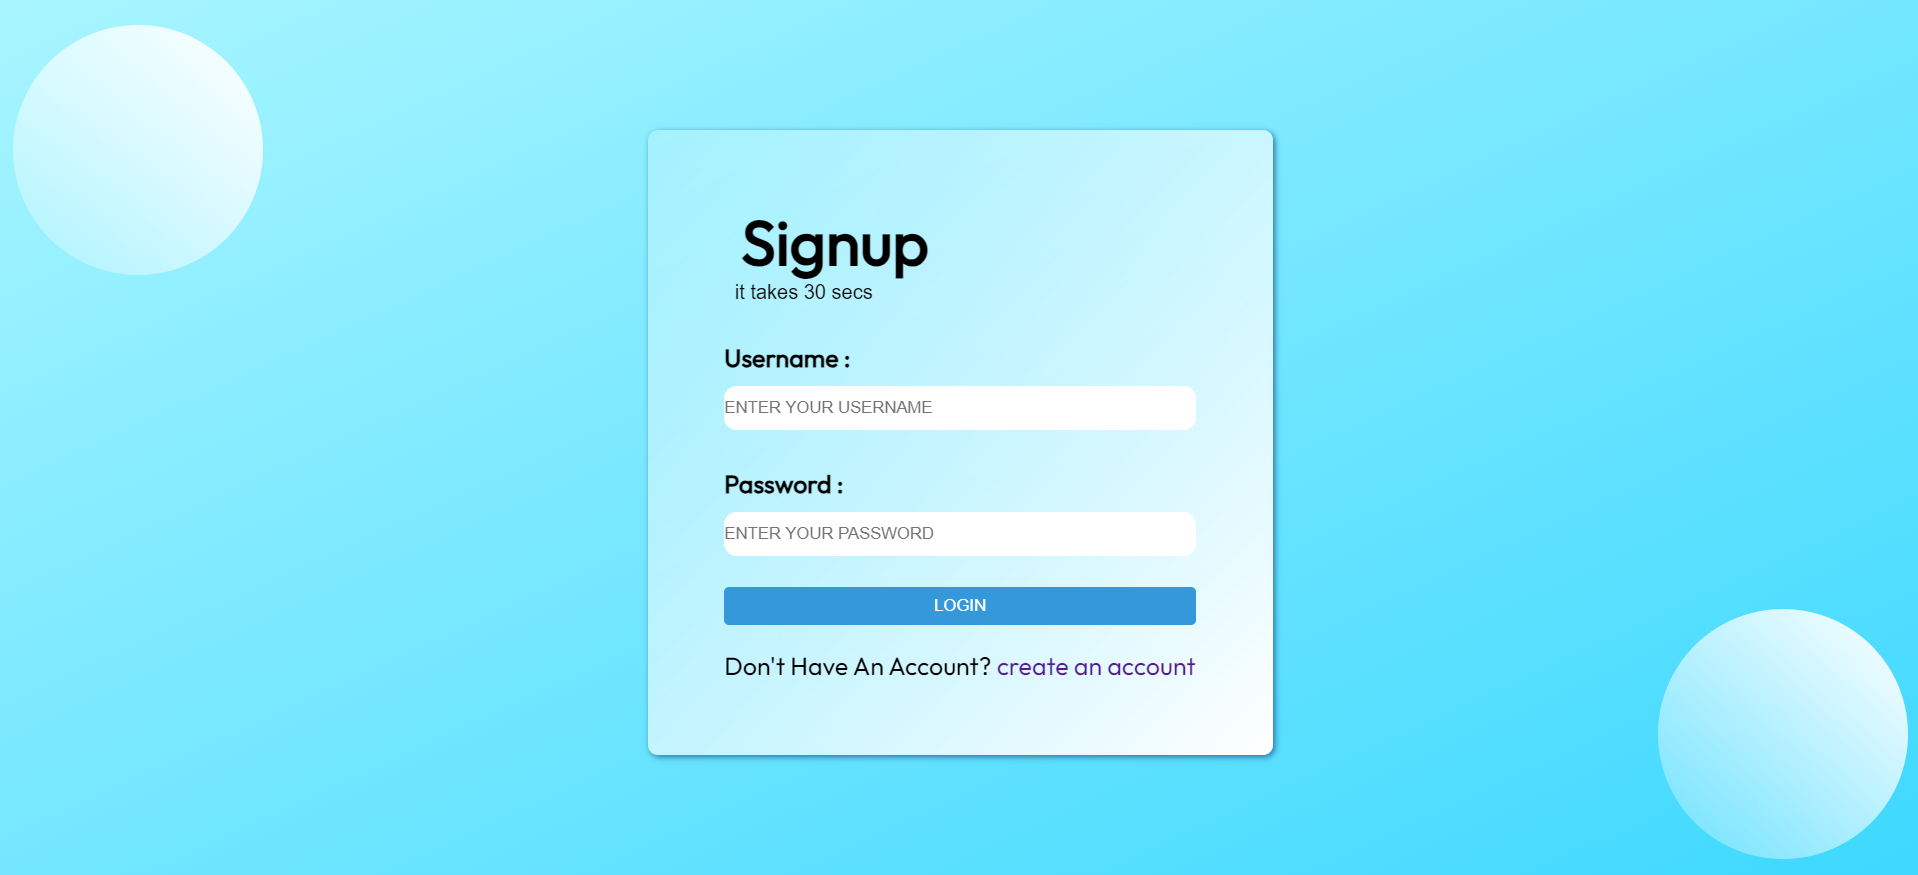 Signup
it takes 30 secs
Username :
ENTER YOUR USERNAME
Password :
ENTER YOUR PASSWORD
LOGIN
Don't Have An Account? create an account